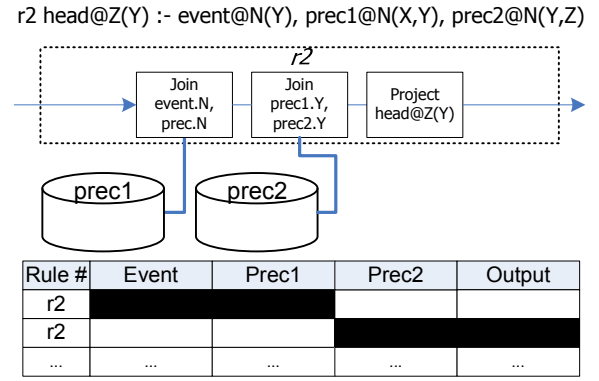 r2 head@Z(Y) :- event@N(Y), prec1@N(X,Y), prec2@N(Y,Z)
r2
Join
event.N,
prec.N
Join
prec1.Y,
prec2.Y
Project
head@Z(Y)
prec1
prec2
Rule # Event Prec1 Prec2 Output
r2
r2
... ... ... ... ...